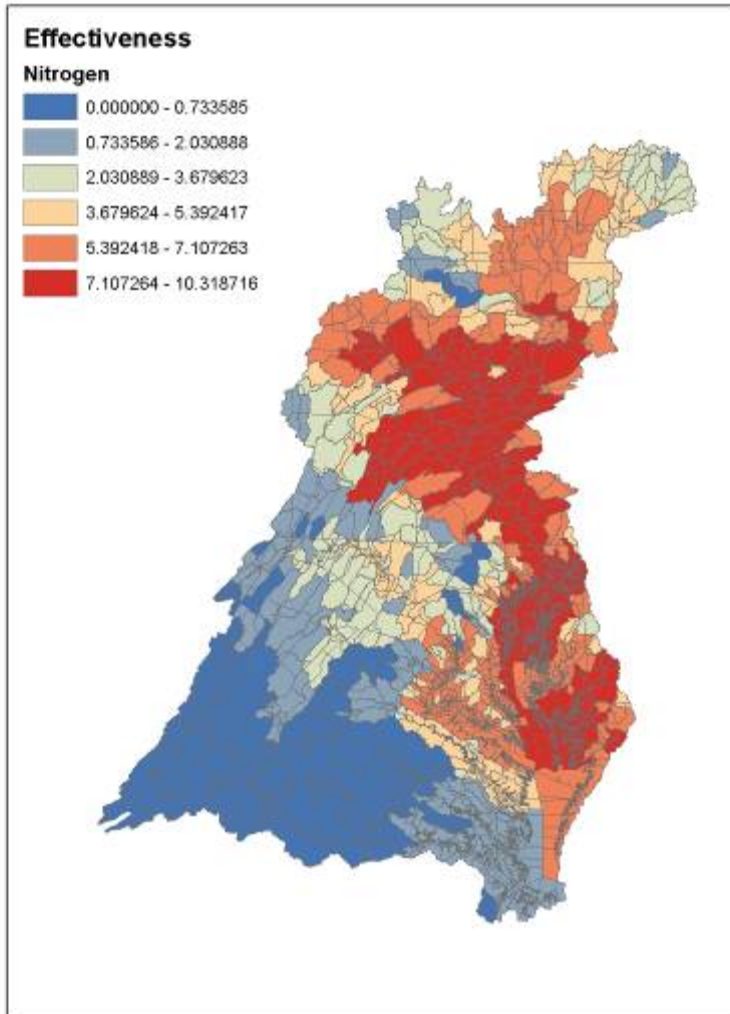 Effectiveness
Nitrogen
0.000000 - 0.733585
0.733586 - 2.030888
2.030889 - 3.679623
3.679624 - 5.392417
5.392418 - 7.107263
7.107264 - 10.318716